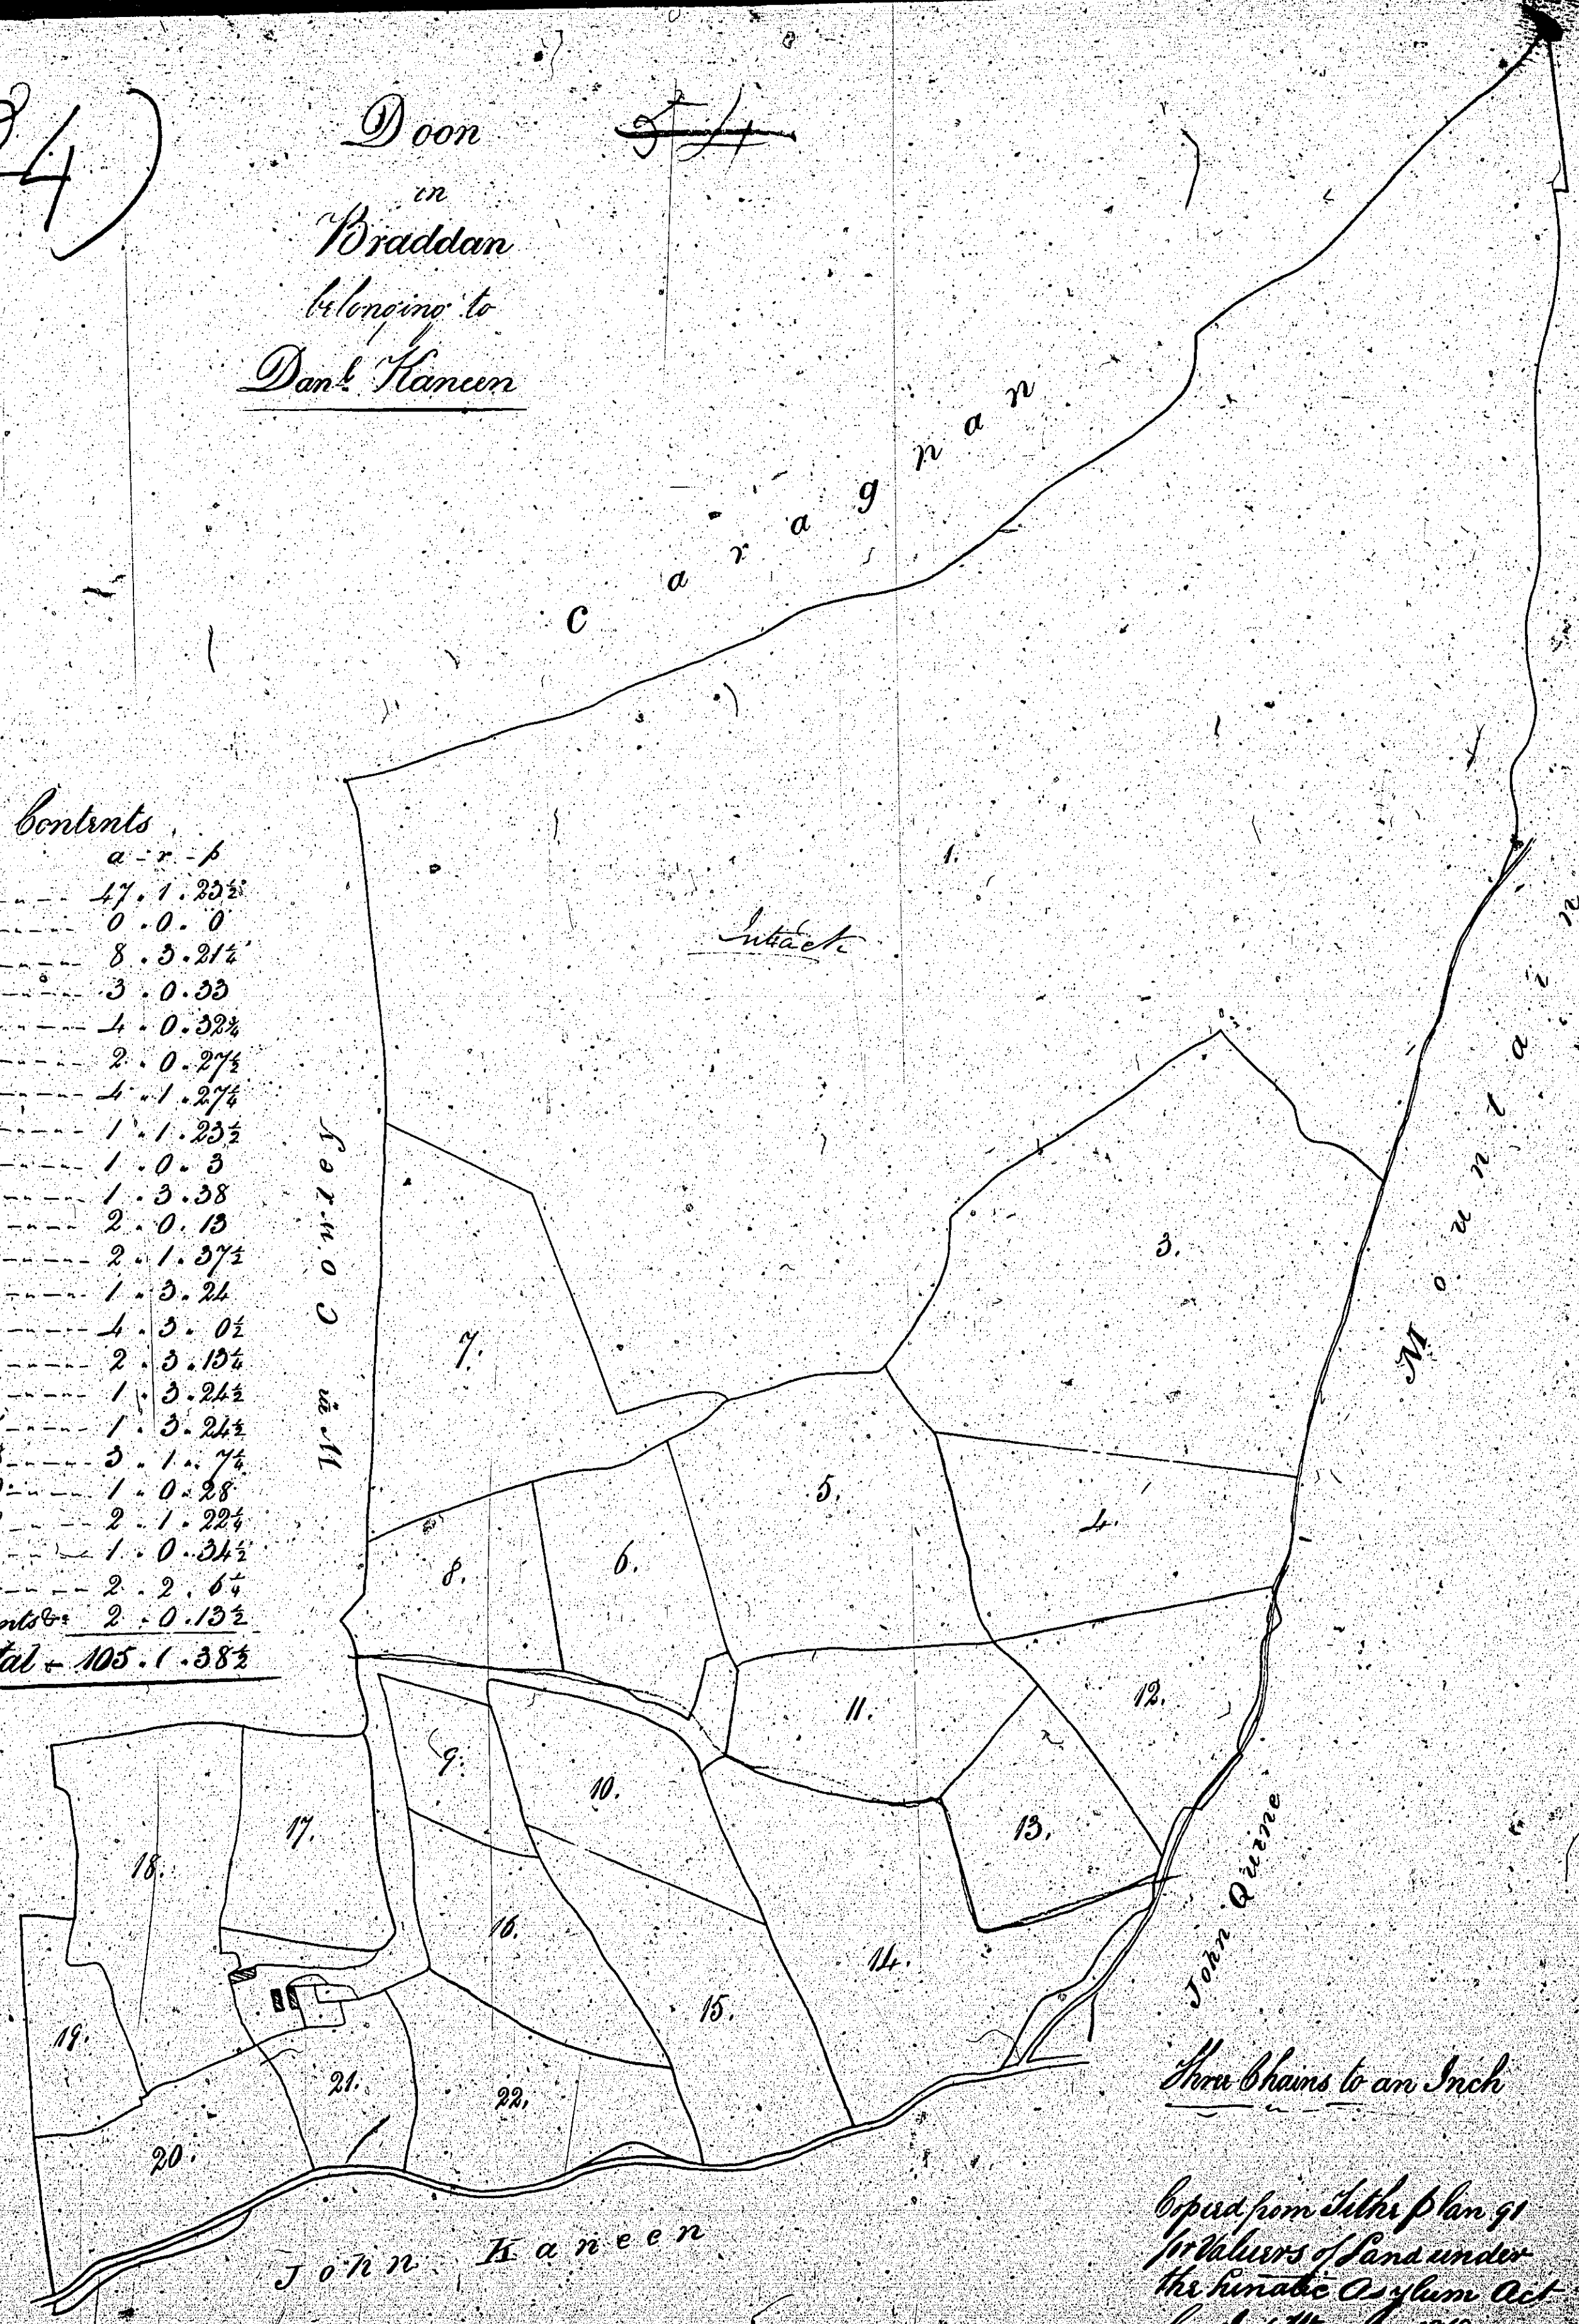 4)
Doon
in
Braddan
belonging to
Danl. Kaneen
Caragnan
Contents
a - r - p
47 . 1 . 23½
0 . 0 . 0
8 . 3 . 21¼
3 . 0 . 33
4 . 0 . 32¾
2 . 0 . 27½
4 . 1 . 27¼
1 . 1 . 23½
1 . 0 . 3
1 . 3 . 38
2 . 0 . 13
2 . 1 . 37½
1 . 3 . 24
4 . 3 . 0½
2 . 3 . 13¼
1 . 3 . 24½
1 . 3 . 24½
3 . 1 . 7¼
1 . 0 . 28
2 . 1 . 22¼
1 . 0 . 34½
2 . 2 . 6¼
nts &c 2 . 0 . 13½
tal - 105 . 1 . 38½
1.
Intack
Mountain
Wm Cowley
3.
7.
5.
4.
8.
6.
11.
12.
9.
10.
13.
17.
18.
16.
14.
15.
19.
21.
22.
20.
John Quine
John Kaneen
Three Chains to an Inch
Copied from Tithe plan 91
for Valuers of Land under
the Lunatic Asylum Act